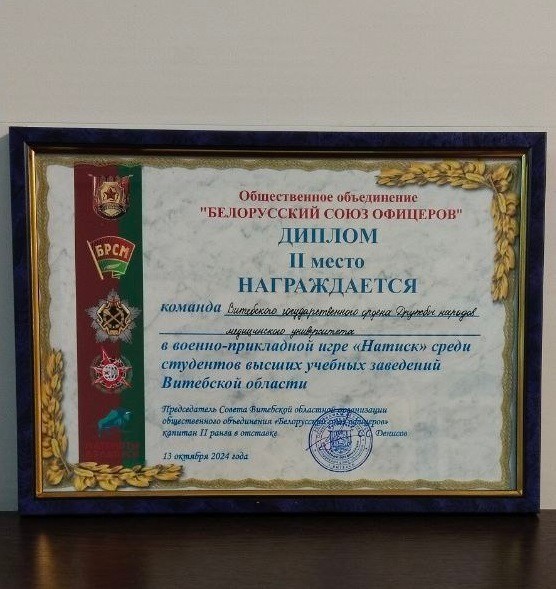 Общественное объединение
"БЕЛОРУССКИЙ СОЮЗ ОФИЦЕРОВ"
ДИПЛОМ
II место
НАГРАЖДАЕТСЯ
команда Витебского государственного ордена Дружбы народов
медицинского университета
в военно-прикладной игре «Натиск» среди
студентов высших учебных заведений
Витебской области
Председатель Совета Витебской областной организации
общественного объединения «Белорусский союз офицеров»
капитан II ранга в отставке Денисов
13 октября 2024 года
БРСМ